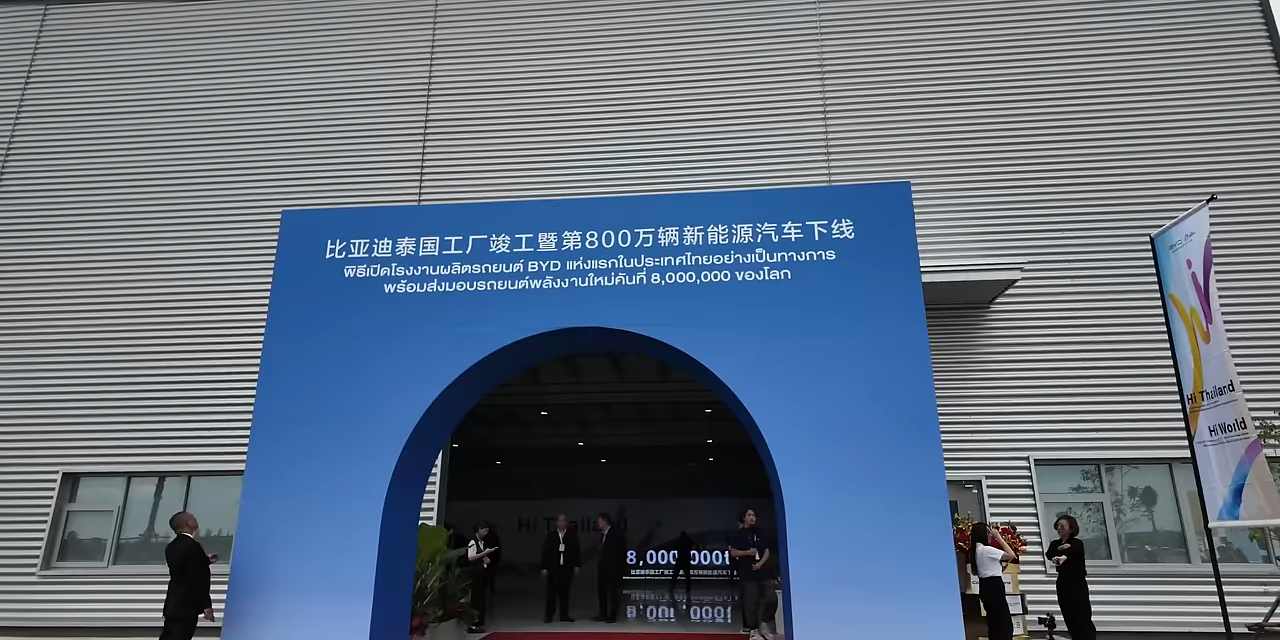 比亚迪泰国工厂竣工暨第800万辆新能源汽车下线
พิธีเปิดโรงงานผลิตรถยนต์ BYD แห่งแรกในประเทศไทยอย่างเป็นทางการ
พร้อมส่งมอบรถยนต์พลังงานใหม่คันที่ 8,000,000 ของโลก
Hi Thailand
Hi World
Hi Thailand
8,000,000t